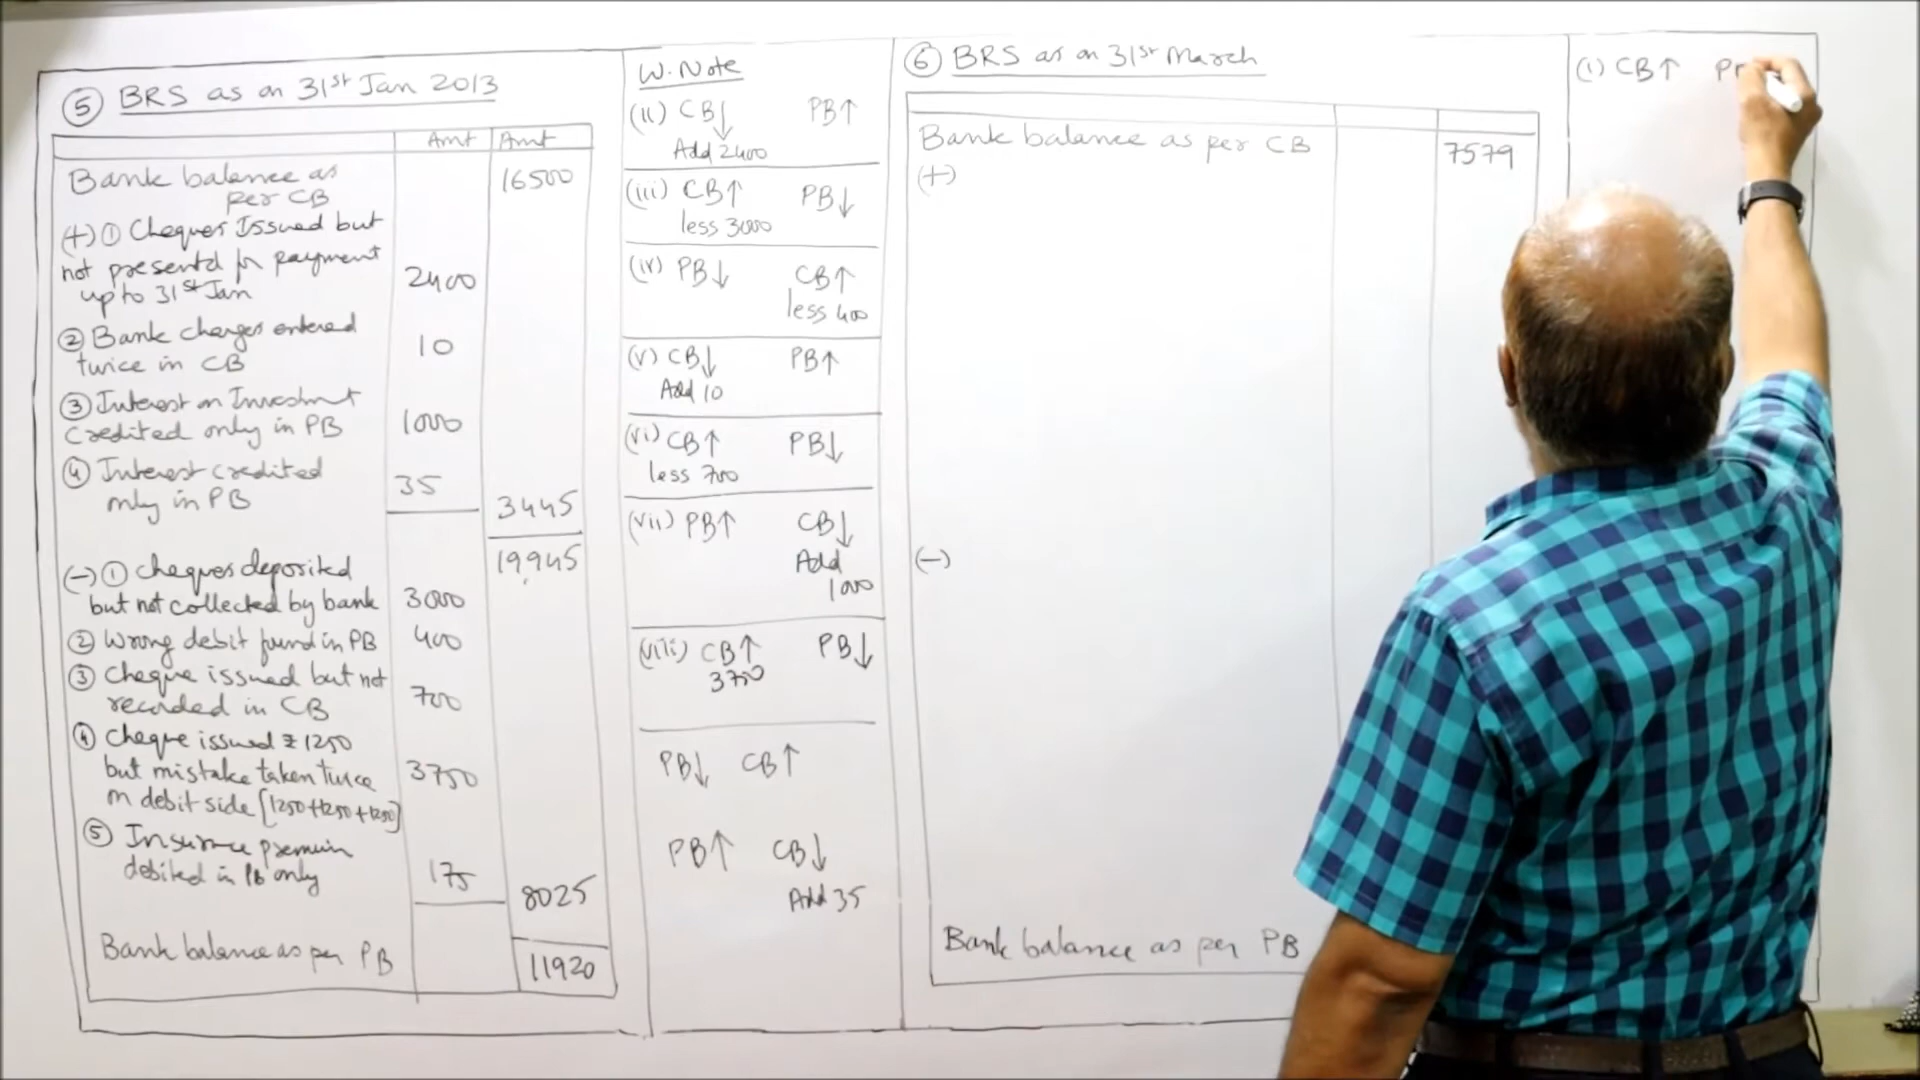 ⑤ BRS as on 31st Jan 2013
Amt Amt
Bank balance as
per CB 16500
(+) ① Cheques Issued but
not presentd for payment
upto 31st Jan 2400
② Bank charges entered
twice in CB 10
③ Interest on Investment
credited only in PB 1000
④ Interest credited
only in PB 35 3445
19,945
(-) ① cheques deposited
but not collected by bank 3000
② Wrong debit found in PB 400
③ Cheque issued but not
recorded in CB 700
④ Cheque issued ₹ 1250
but mistake taken twice
on debit side [1250+1250+1250] 3750
⑤ Insurance premium
debited in PB only 175 8025
Bank balance as per PB 11920
W. Note
(ii) CB↓ PB↑
Add 2400
(iii) CB↑ PB↓
less 3000
(iv) PB↓ CB↑
less 400
(v) CB↓ PB↑
Add 10
(vi) CB↑ PB↓
less 700
(vii) PB↑ CB↓
Add
1000
(viii) CB↑ PB↓
3750
PB↓ CB↑
PB↑ CB↓
Add 35
⑥ BRS as on 31st March
Bank balance as per CB 7579
(+)
(-)
Bank balance as per PB
(i) CB↑ P